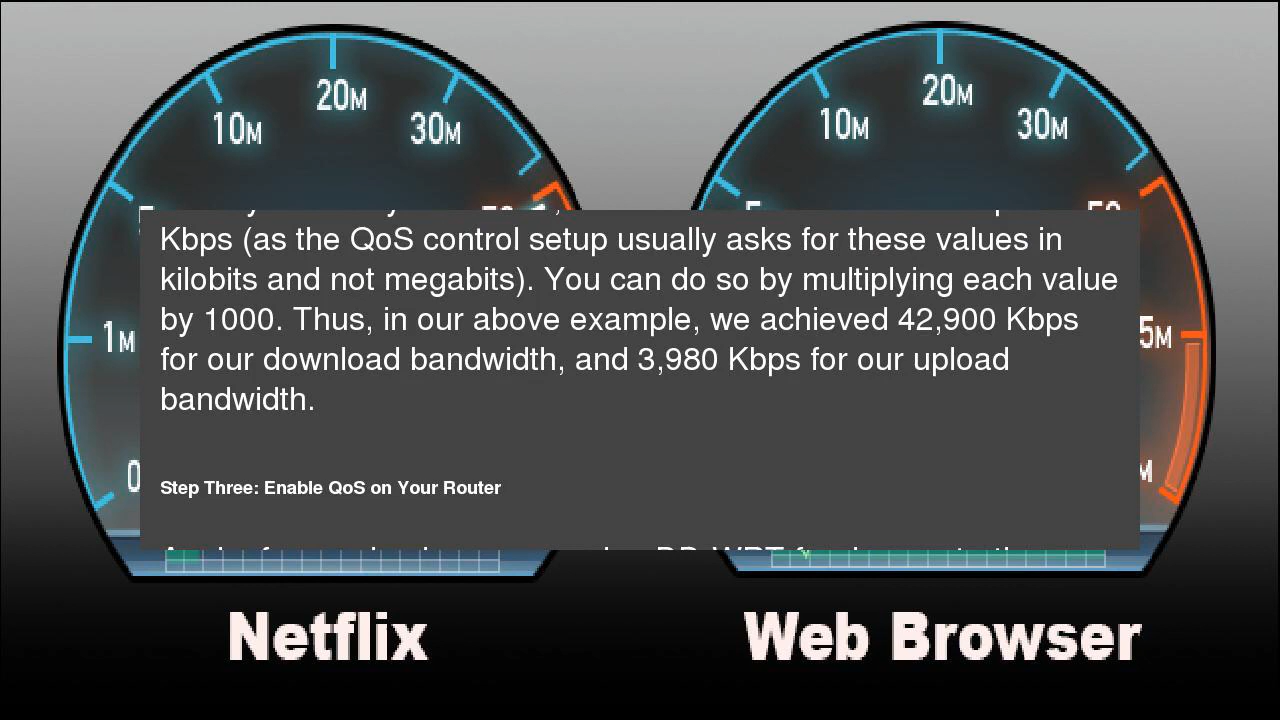 20M 20M
10M 30M 10M 30M
Kbps (as the QoS control setup usually asks for these values in
kilobits and not megabits). You can do so by multiplying each value
by 1000. Thus, in our above example, we achieved 42,900 Kbps
for our download bandwidth, and 3,980 Kbps for our upload
bandwidth.
1M 5M
0 M
Step Three: Enable QoS on Your Router
Netflix Web Browser